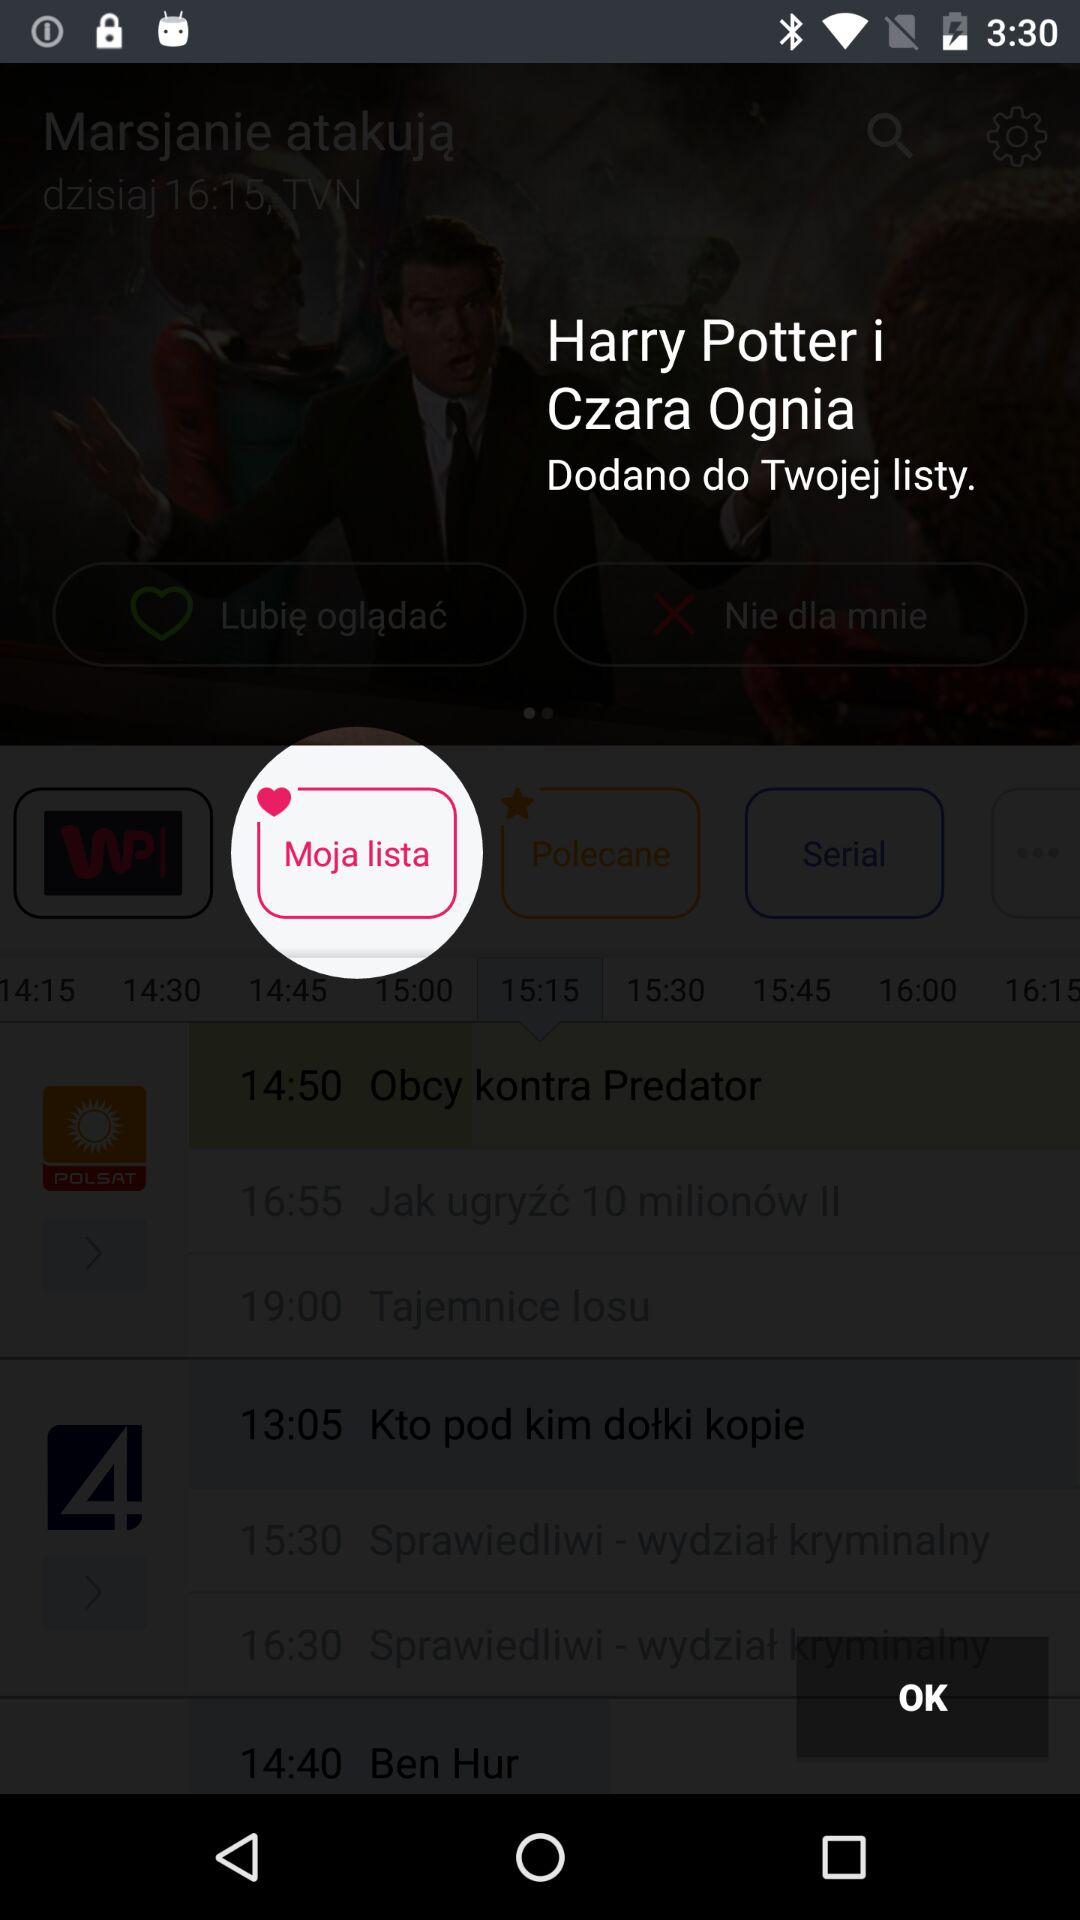 3:30
Marsjanie atakują
dzisiaj 16:15, TVN
Harry Potter i
Czara Ognia
Dodano do Twojej listy.
Lubię oglądać
Nie dla mnie
WP
Moja lista
Polecane
Serial
14:15 14:30 14:45 15:00 15:15 15:30 15:45 16:00 16:15
POLSAT
14:50 Obcy kontra Predator
16:55 Jak ugryźć 10 milionów II
19:00 Tajemnice losu
4
13:05 Kto pod kim dołki kopie
15:30 Sprawiedliwi - wydział kryminalny
16:30 Sprawiedliwi - wydział kryminalny
OK
14:40 Ben Hur